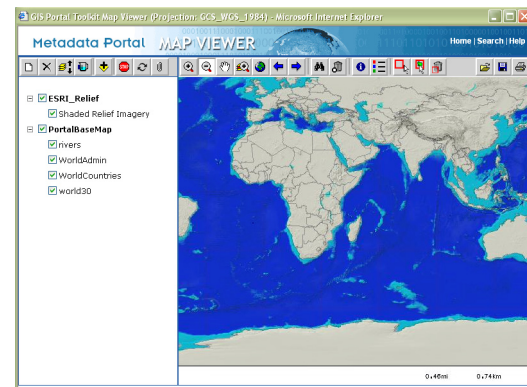 GIS Portal Toolkit Map Viewer (Projection: GCS_WGS_1984) - Microsoft Internet Explorer
Metadata Portal MAP VIEWER Home | Search | Help
STOP
ESRI_Relief
Shaded Relief Imagery
PortalBaseMap
rivers
WorldAdmin
WorldCountries
world30
0.46mi 0.74km